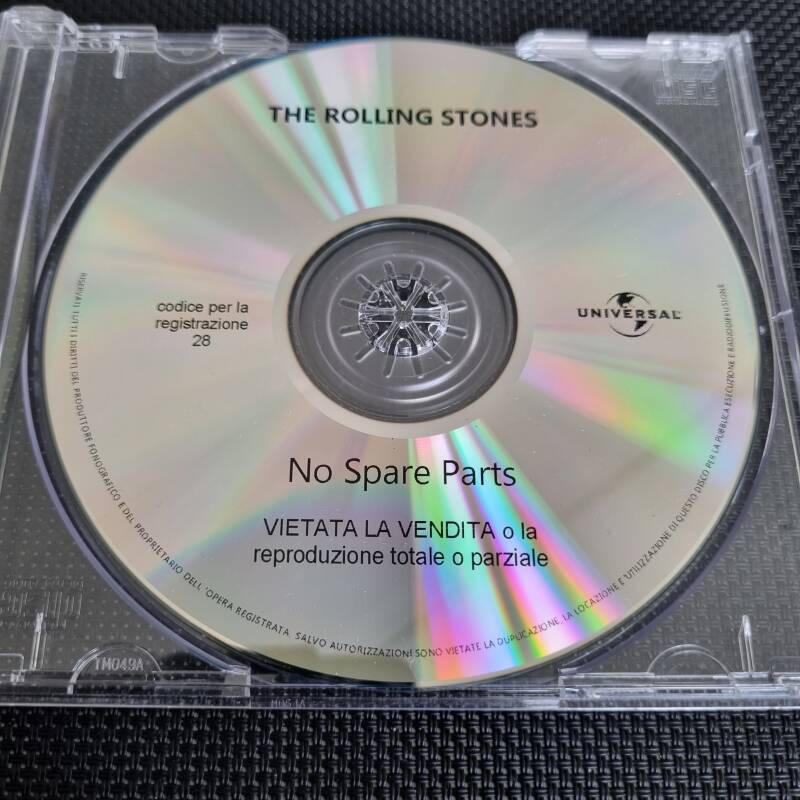 THE ROLLING STONES
codice per la
registrazione
28
UNIVERSAL
No Spare Parts
VIETATA LA VENDITA o la
reproduzione totale o parziale
RISERVATI TUTTI I DIRITTI DEL PRODUTTORE FONOGRAFICO E DEL PROPRIETARIO DELL'OPERA REGISTRATA. SALVO AUTORIZZAZIONI SONO VIETATE LA DUPLICAZIONE, LA LOCAZIONE E L'UTILIZZAZIONE DI QUESTO DISCO PER LA PUBBLICA ESECUZIONE E RADIODIFFUSIONE
TM049A